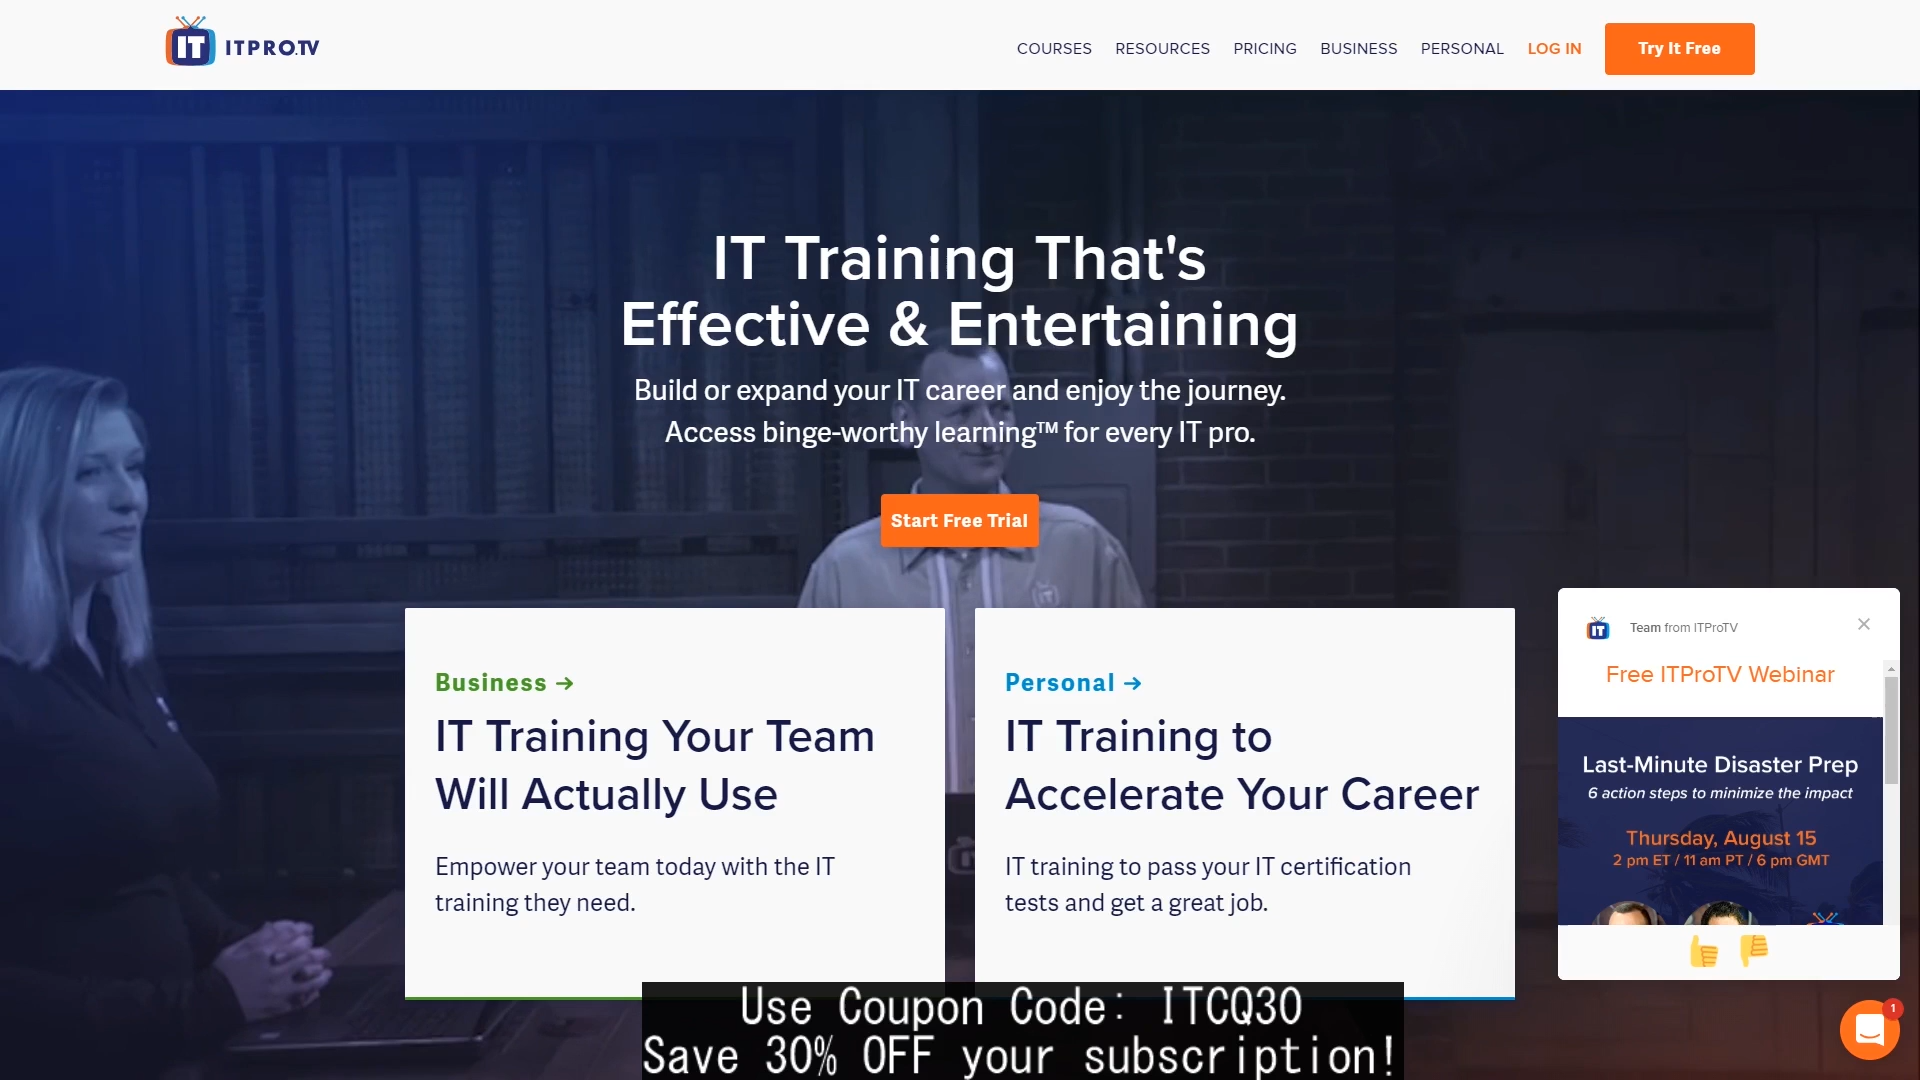 IT ITPRO.TV
COURSES RESOURCES PRICING BUSINESS PERSONAL LOG IN Try It Free
IT Training That's
Effective & Entertaining
Build or expand your IT career and enjoy the journey.
Access binge-worthy learning™ for every IT pro.
Start Free Trial
Business →
IT Training Your Team
Will Actually Use
Empower your team today with the IT
training they need.
Personal →
IT Training to
Accelerate Your Career
IT training to pass your IT certification
tests and get a great job.
IT Team from ITProTV
Free ITProTV Webinar
Last-Minute Disaster Prep
6 action steps to minimize the impact
Thursday, August 15
2 pm ET / 11 am PT / 6 pm GMT
1
Use Coupon Code: ITCQ30
Save 30% OFF your subscription!